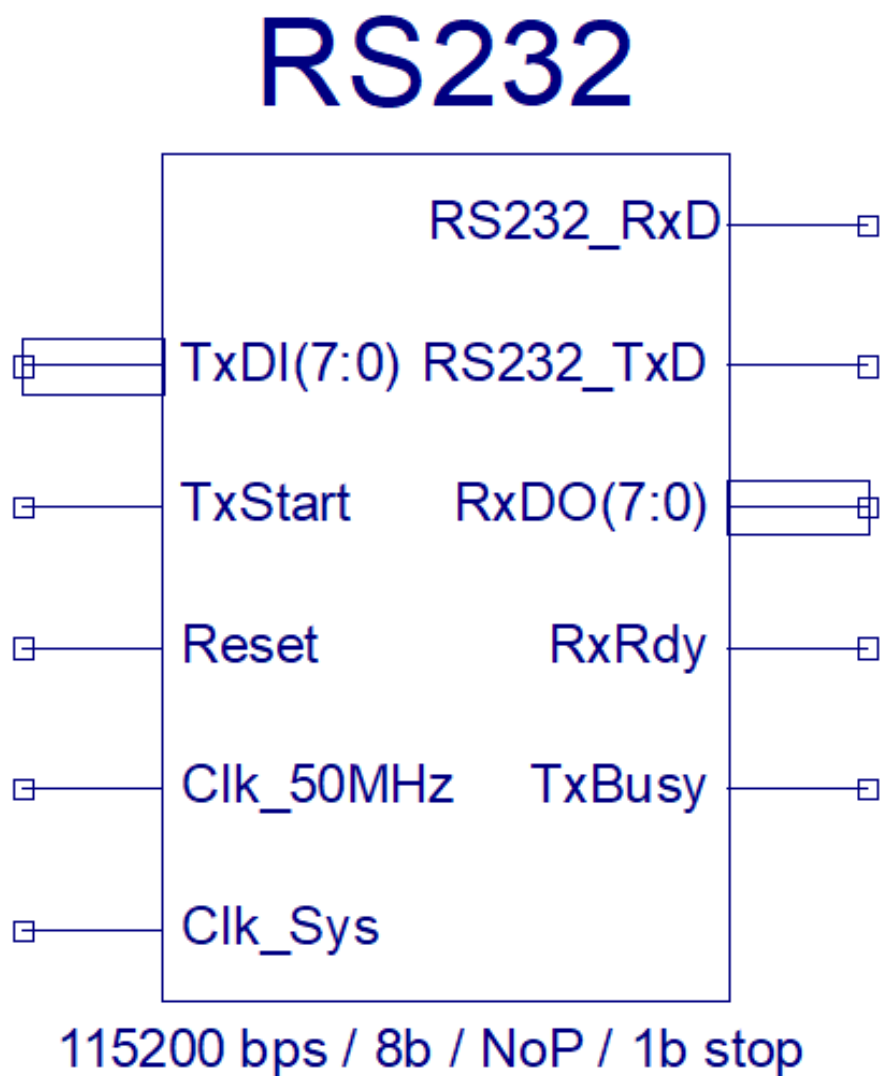 RS232
RS232_RxD
TxDI(7:0) RS232_TxD
TxStart RxDO(7:0)
Reset RxRdy
Clk_50MHz TxBusy
Clk_Sys
115200 bps / 8b / NoP / 1b stop